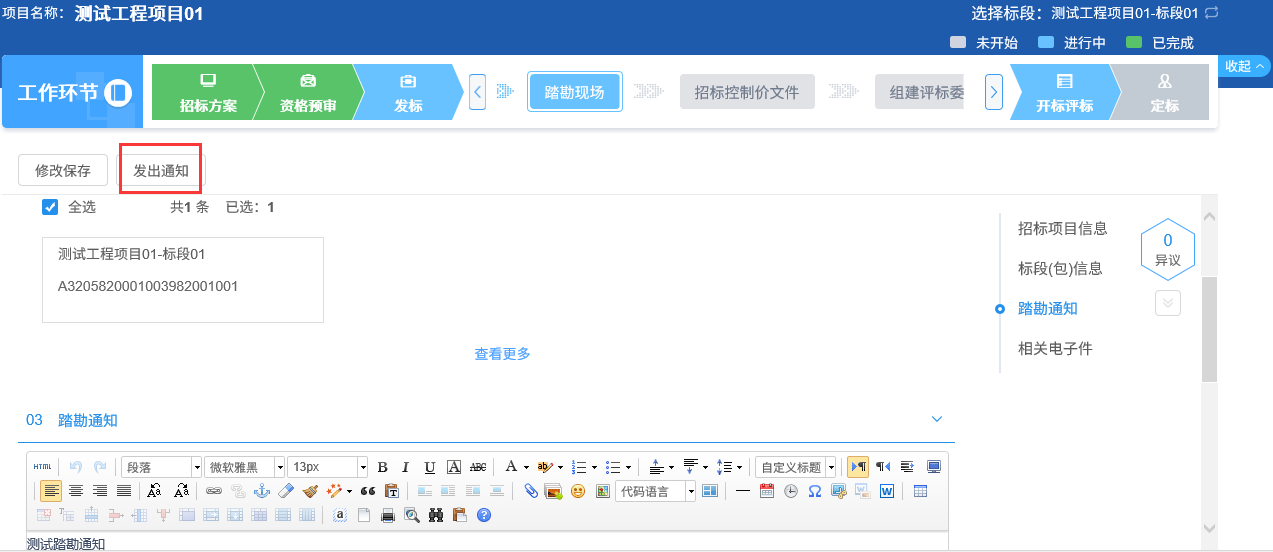 项目名称： 测试工程项目01
选择标段：测试工程项目01-标段01
未开始 进行中 已完成
工作环节
招标方案 资格预审 发标 踏勘现场 招标控制价文件 组建评标委 开标评标 定标
收起
修改保存 发出通知
全选 共1 条 已选：1
测试工程项目01-标段01
A3205820001003982001001
查看更多
招标项目信息
标段(包)信息
踏勘通知
相关电子件
0
异议
03 踏勘通知
HTML 段落 微软雅黑 13px B I U A ABC A ab 自定义标题
代码语言
测试踏勘通知